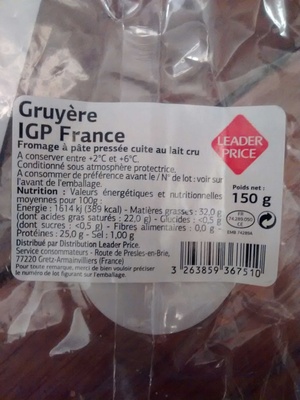 Gruyère
IGP France
Fromage à pâte pressée cuite au lait cru
A conserver entre +2°C et +6°C.
Conditionné sous atmosphère protectrice.
A consommer de préférence avant le / N° de lot: voir sur
l'avant de l'emballage.
Nutrition : Valeurs énergétiques et nutritionnelles
moyennes pour 100g :
Energie : 1614 kJ (389 kcal) - Matières grasses : 32,0 g
(dont acides gras saturés : 22,0 g) - Glucides : <0,5 g
(dont sucres : <0,5 g) - Fibres alimentaires : 0,0 g -
Protéines : 25,0 g - Sel : 1,00 g
Distribué par Distribution Leader Price.
Service consommateurs - Route de Presles-en-Brie,
77220 Gretz-Armainvilliers (France)
Pour toute remarque, merci de bien vouloir préciser
le numéro de lot figurant sur l'emballage.
LEADER
PRICE
Poids net :
150 g
FR
CE
3 263859 367510